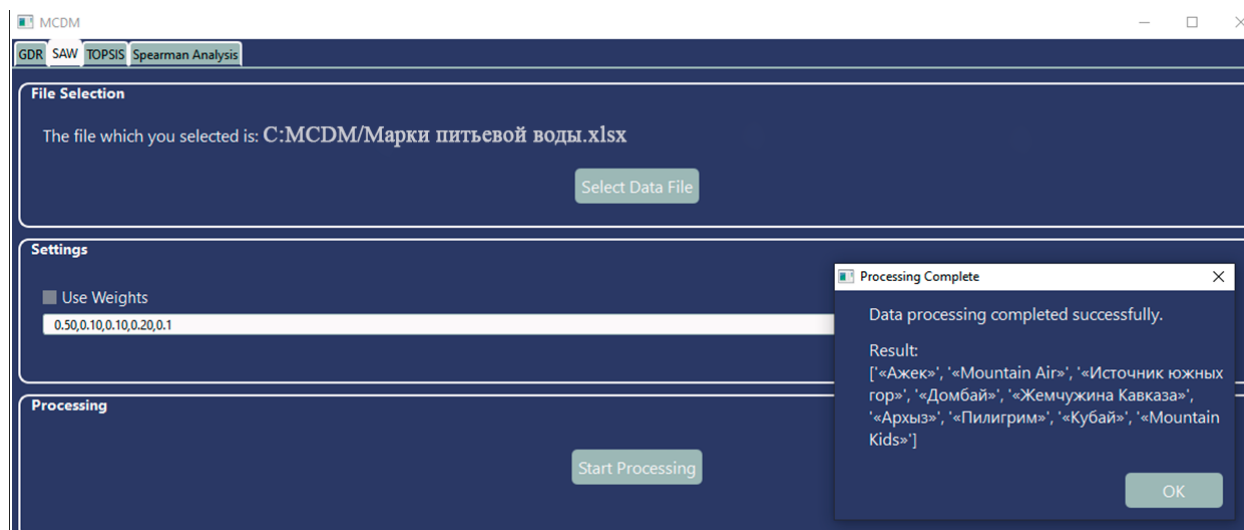 MCDM
GDR SAW TOPSIS Spearman Analysis
File Selection
The file which you selected is: C:MCDM/Марки питьевой воды.xlsx
Select Data File
Settings
Use Weights
0.50,0.10,0.10,0.20,0.1
Processing
Start Processing
Processing Complete
Data processing completed successfully.
Result:
['«Ажек»', '«Mountain Air»', '«Источник южных
гор»', '«Домбай»', '«Жемчужина Кавказа»',
'«Архыз»', '«Пилигрим»', '«Кубай»', '«Mountain
Kids»']
OK